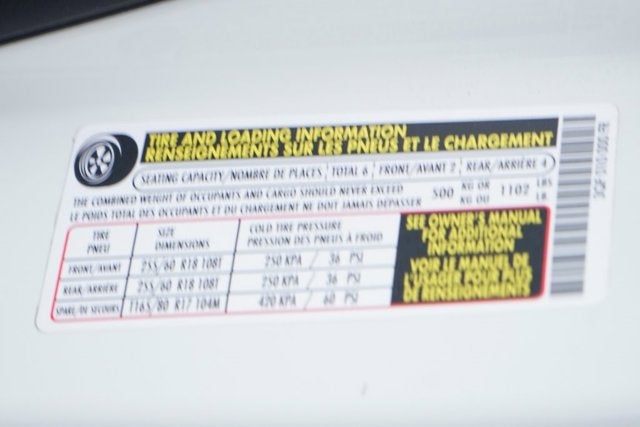 TIRE AND LOADING INFORMATION
RENSEIGNEMENTS SUR LES PNEUS ET LE CHARGEMENT
SEATING CAPACITY/NOMBRE DE PLACES TOTAL 6 FRONT/AVANT 2 REAR/ARRIÈRE 4
THE COMBINED WEIGHT OF OCCUPANTS AND CARGO SHOULD NEVER EXCEED 500 KG OR 1102 LBS
LE POIDS TOTAL DES OCCUPANTS ET DU CHARGEMENT NE DOIT JAMAIS DÉPASSER KG OU LB
TIRE SIZE COLD TIRE PRESSURE
PNEU DIMENSIONS PRESSION DES PNEUS À FROID
FRONT/AVANT 255/60 R18 108T 250 KPA / 36 PSI
REAR/ARRIÈRE 255/60 R18 108T 250 KPA / 36 PSI
SPARE/DE SECOURS T165/80 R17 104M 420 KPA / 60 PSI
SEE OWNER'S MANUAL
FOR ADDITIONAL
INFORMATION
VOIR LE MANUEL DE
L'USAGER POUR PLUS
DE RENSEIGNEMENTS